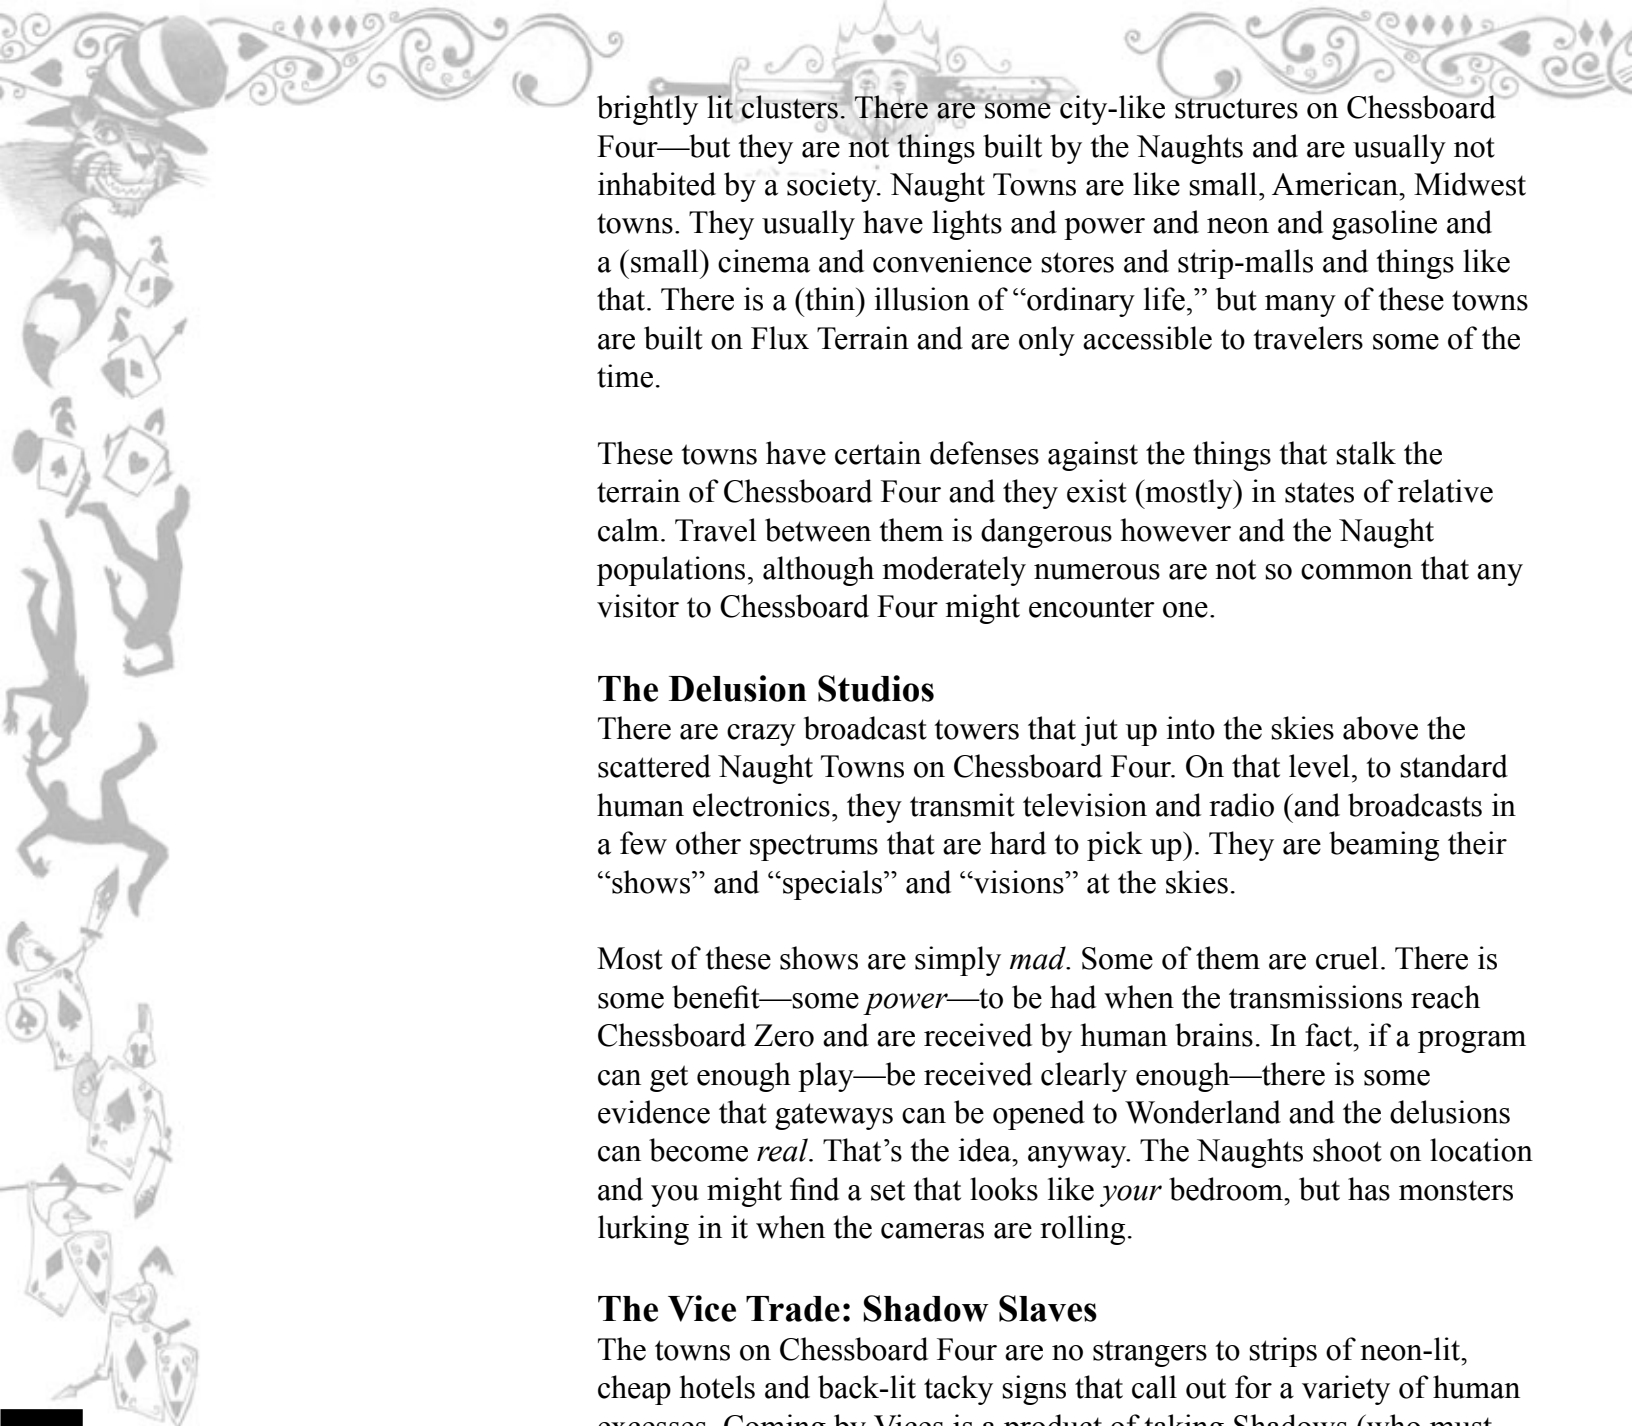 brightly lit clusters. There are some city-like structures on Chessboard
Four—but they are not things built by the Naughts and are usually not
inhabited by a society. Naught Towns are like small, American, Midwest
towns. They usually have lights and power and neon and gasoline and
a (small) cinema and convenience stores and strip-malls and things like
that. There is a (thin) illusion of “ordinary life,” but many of these towns
are built on Flux Terrain and are only accessible to travelers some of the
time.
These towns have certain defenses against the things that stalk the
terrain of Chessboard Four and they exist (mostly) in states of relative
calm. Travel between them is dangerous however and the Naught
populations, although moderately numerous are not so common that any
visitor to Chessboard Four might encounter one.
The Delusion Studios
There are crazy broadcast towers that jut up into the skies above the
scattered Naught Towns on Chessboard Four. On that level, to standard
human electronics, they transmit television and radio (and broadcasts in
a few other spectrums that are hard to pick up). They are beaming their
“shows” and “specials” and “visions” at the skies.
Most of these shows are simply mad. Some of them are cruel. There is
some benefit—some power—to be had when the transmissions reach
Chessboard Zero and are received by human brains. In fact, if a program
can get enough play—be received clearly enough—there is some
evidence that gateways can be opened to Wonderland and the delusions
can become real. That’s the idea, anyway. The Naughts shoot on location
and you might find a set that looks like your bedroom, but has monsters
lurking in it when the cameras are rolling.
The Vice Trade: Shadow Slaves
The towns on Chessboard Four are no strangers to strips of neon-lit,
cheap hotels and back-lit tacky signs that call out for a variety of human
excesses. Coming by Vices is a product of taking Shadows (who must